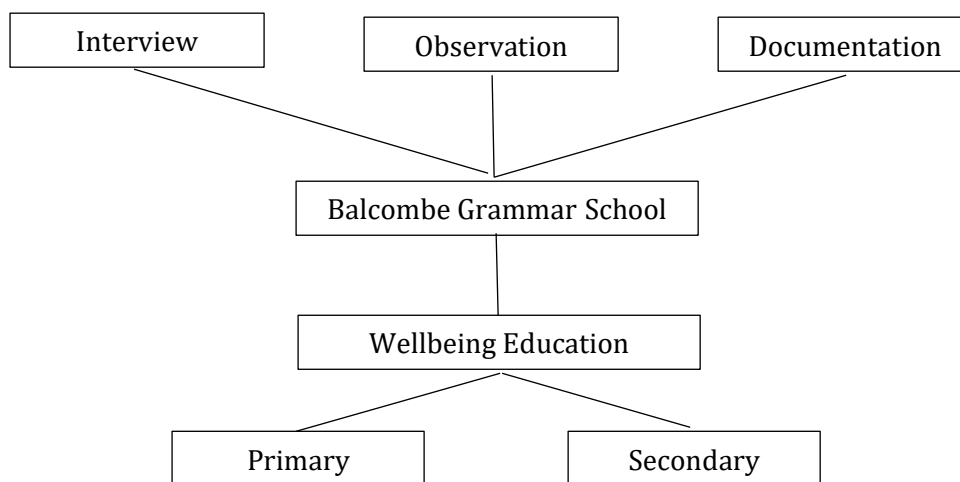 Interview
Observation
Documentation
Balcombe Grammar School
Wellbeing Education
Primary
Secondary